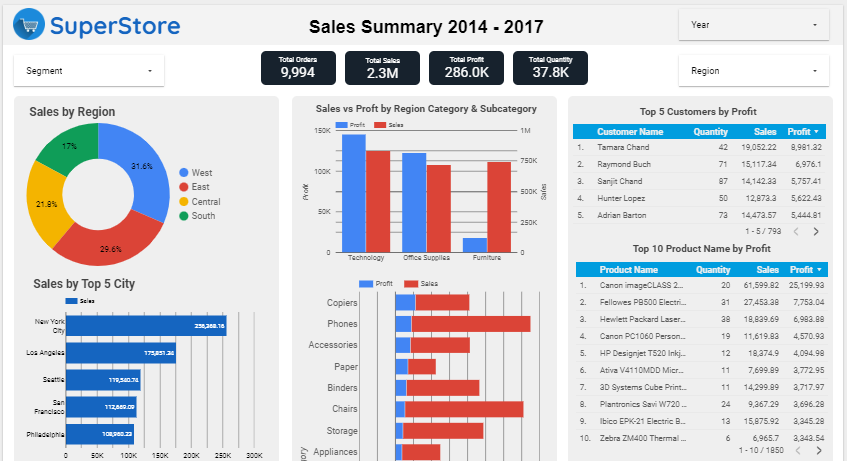 SuperStore
Sales Summary 2014 - 2017
Year
Segment
Total Orders
9,994
Total Sales
2.3M
Total Profit
286.0K
Total Quantity
37.8K
Region
Sales by Region
31.6%
29.6%
21.8%
17%
West
East
Central
South
Sales by Top 5 City
Sales
New York City
256,368.16
Los Angeles
175,851.34
Seattle
119,540.74
San Francisco
112,669.09
Philadelphia
0
50K
100K
150K
200K
250K
300K
Sales vs Proft by Region Category & Subcategory
Profit
Sales
150K
100K
50K
0
Profit
1M
750K
500K
250K
0
Sales
Technology
Office Supplies
Furniture
Profit
Sales
Copiers
Phones
Accessories
Paper
Binders
Chairs
Storage
Appliances
Top 5 Customers by Profit
Customer Name Quantity Sales Profit
1. Tamara Chand 42 19,052.22 8,981.32
2. Raymond Buch 71 15,117.34 6,976.1
3. Sanjit Chand 87 14,142.33 5,757.41
4. Hunter Lopez 50 12,873.3 5,622.43
5. Adrian Barton 73 14,473.57 5,444.81
1 - 5 / 793
Top 10 Product Name by Profit
Product Name Quantity Sales Profit
1. Canon imageCLASS 2... 20 61,599.82 25,199.93
2. Fellowes PB500 Electri... 31 27,453.38 7,753.04
3. Hewlett Packard Laser... 38 18,839.69 6,983.88
4. Canon PC1060 Person... 19 11,619.83 4,570.93
5. HP Designjet T520 Inkj... 12 18,374.9 4,094.98
6. Ativa V4110MDD Micr... 11 7,699.89 3,772.95
7. 3D Systems Cube Print... 11 14,299.89 3,717.97
8. Plantronics Savi W720 ... 24 9,367.29 3,696.28
9. Ibico EPK-21 Electric B... 13 15,875.92 3,345.28
10. Zebra ZM400 Thermal ... 6 6,965.7 3,343.54
1 - 10 / 1850